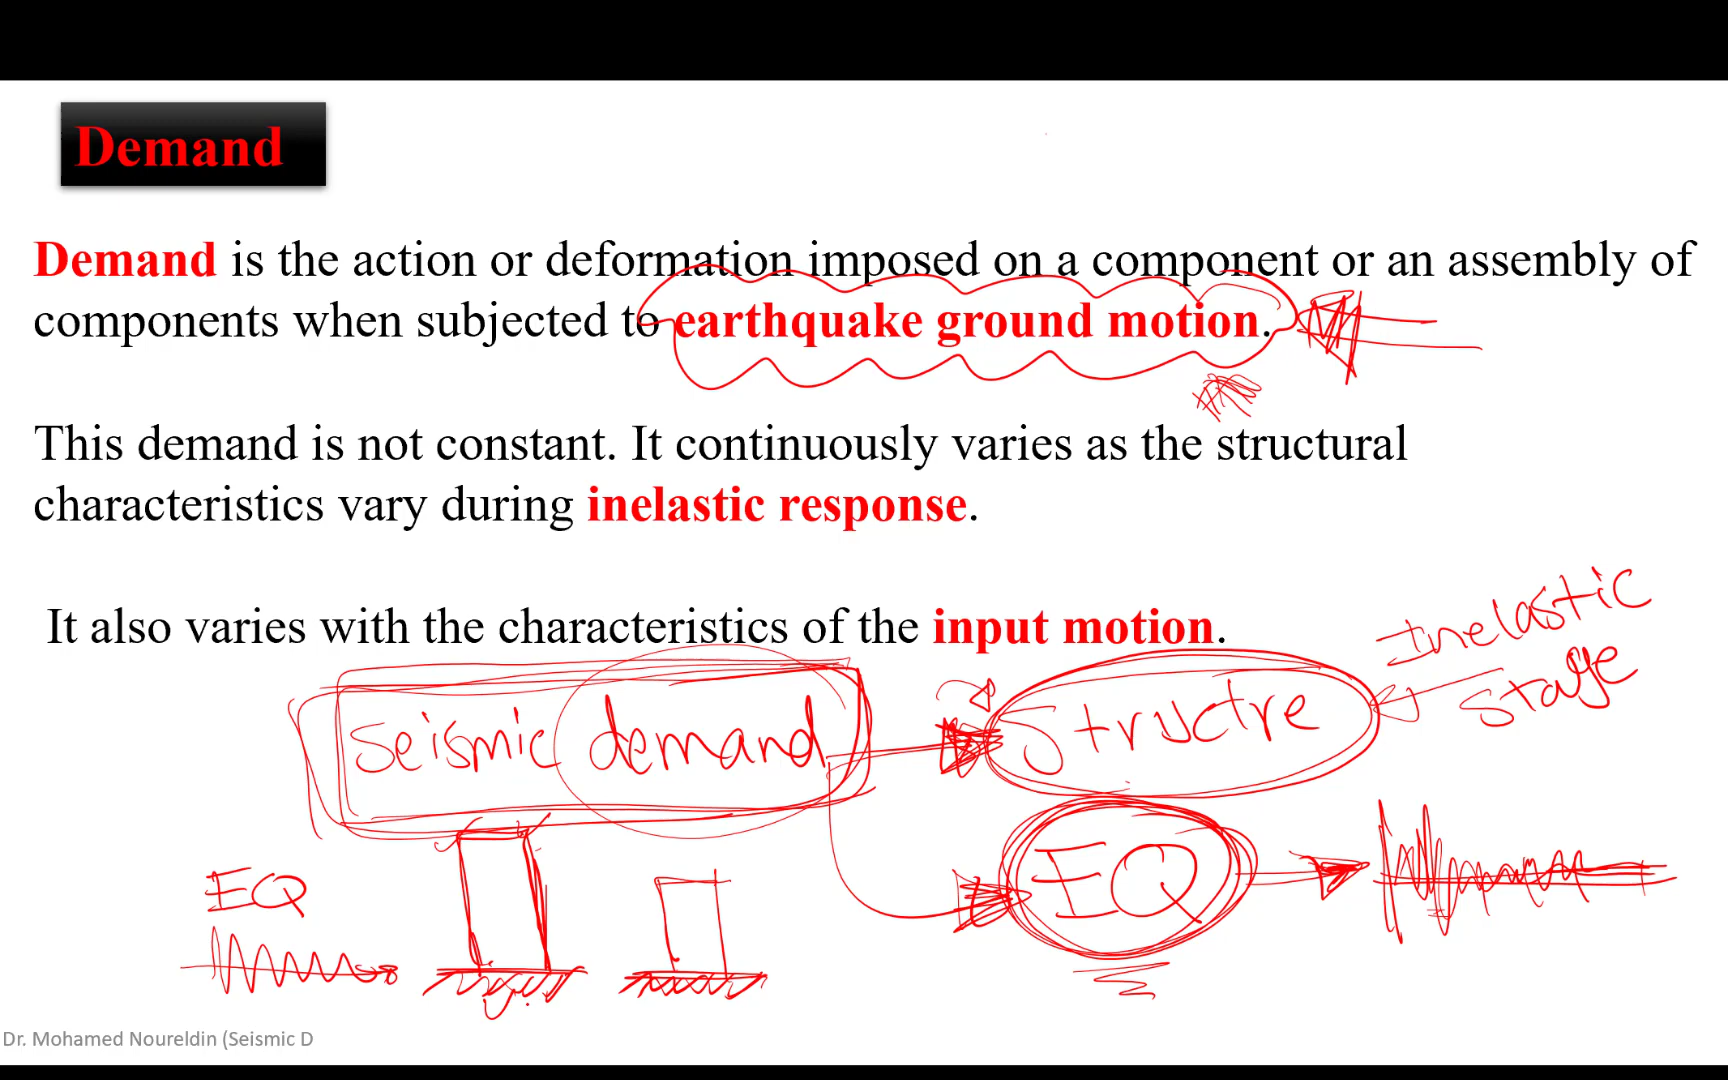 Demand
Demand is the action or deformation imposed on a component or an assembly of
components when subjected to earthquake ground motion.
This demand is not constant. It continuously varies as the structural
characteristics vary during inelastic response.
It also varies with the characteristics of the input motion.
Inelastic
stage
seismic demand
Structre
EQ
EQ
Dr. Mohamed Noureldin (Seismic D